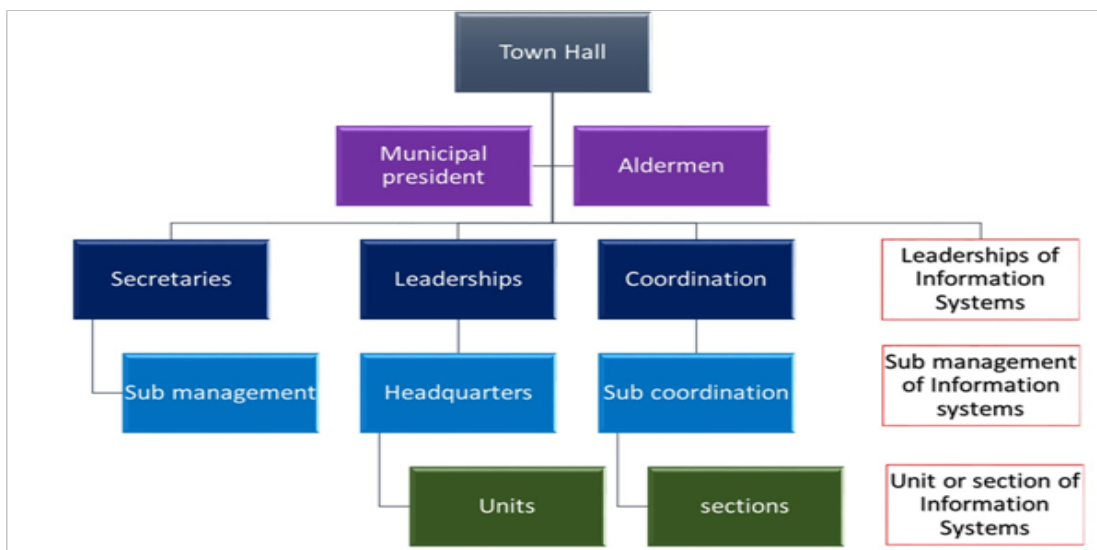 Town Hall
Municipal
president
Aldermen
Secretaries
Leaderships
Coordination
Leaderships of
Information
Systems
Sub management
Headquarters
Sub coordination
Sub management
of Information
systems
Units
sections
Unit or section of
Information
Systems